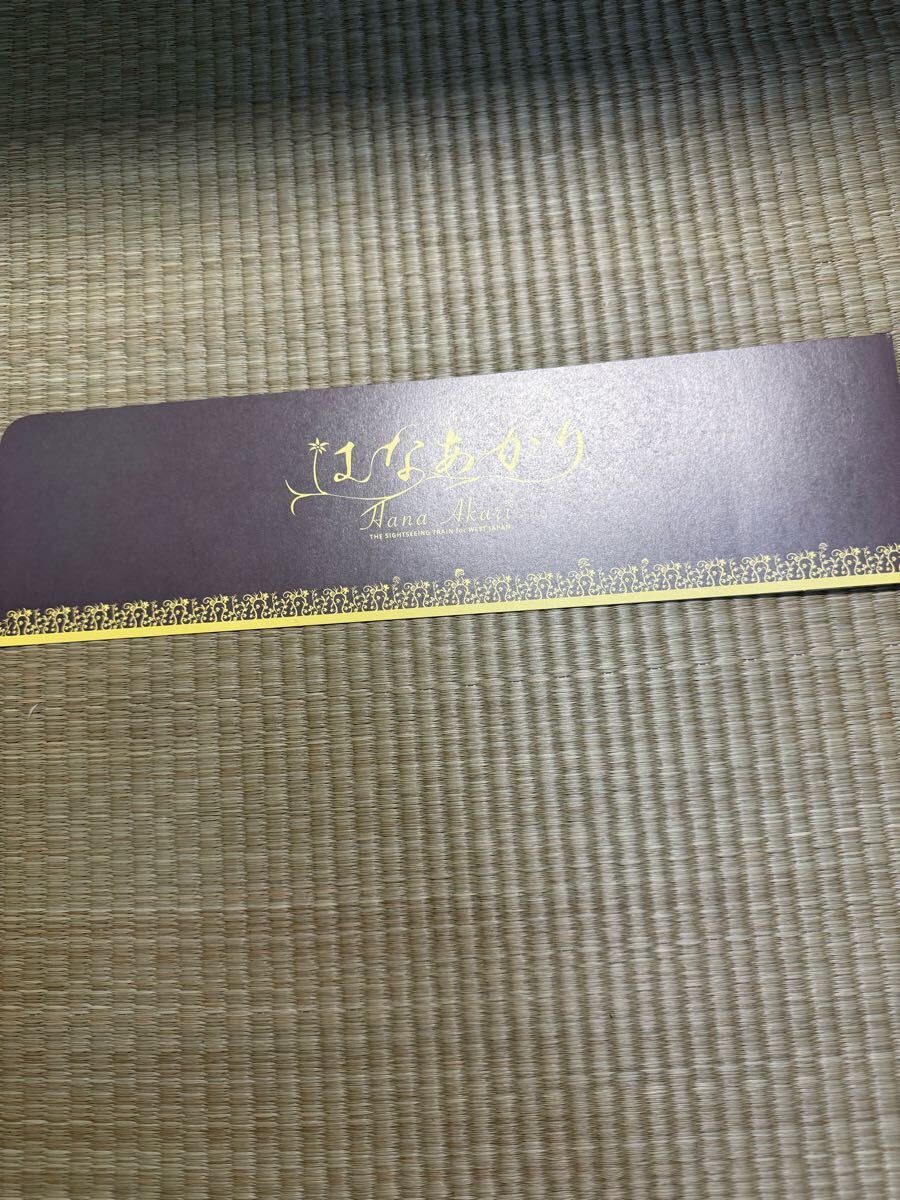 はなあかり
Hana Akari
THE SIGHTSEEING TRAIN for WEST JAPAN